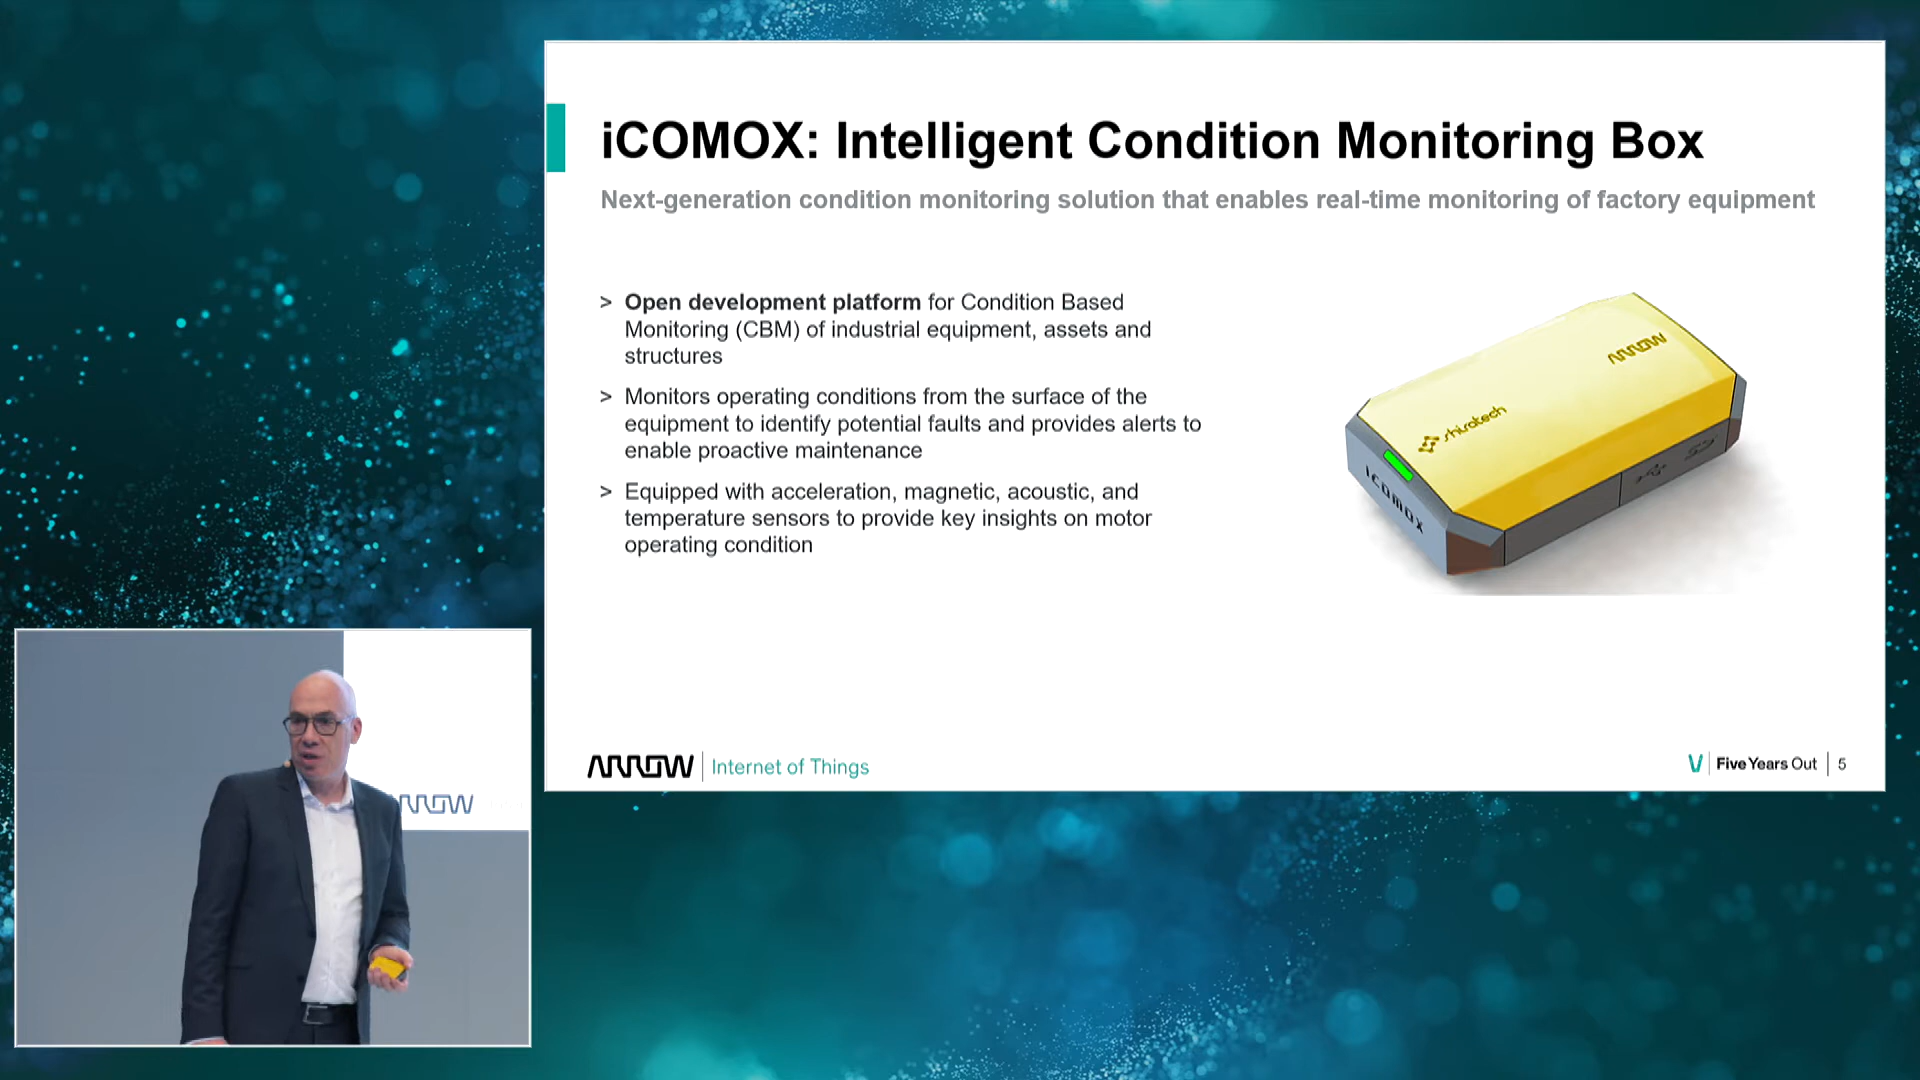 iCOMOX: Intelligent Condition Monitoring Box
Next-generation condition monitoring solution that enables real-time monitoring of factory equipment
> Open development platform for Condition Based
Monitoring (CBM) of industrial equipment, assets and
structures
> Monitors operating conditions from the surface of the
equipment to identify potential faults and provides alerts to
enable proactive maintenance
> Equipped with acceleration, magnetic, acoustic, and
temperature sensors to provide key insights on motor
operating condition
ARROW
shiratech
iCOMOX
ARROW | Internet of Things
Five Years Out | 5
ARROW